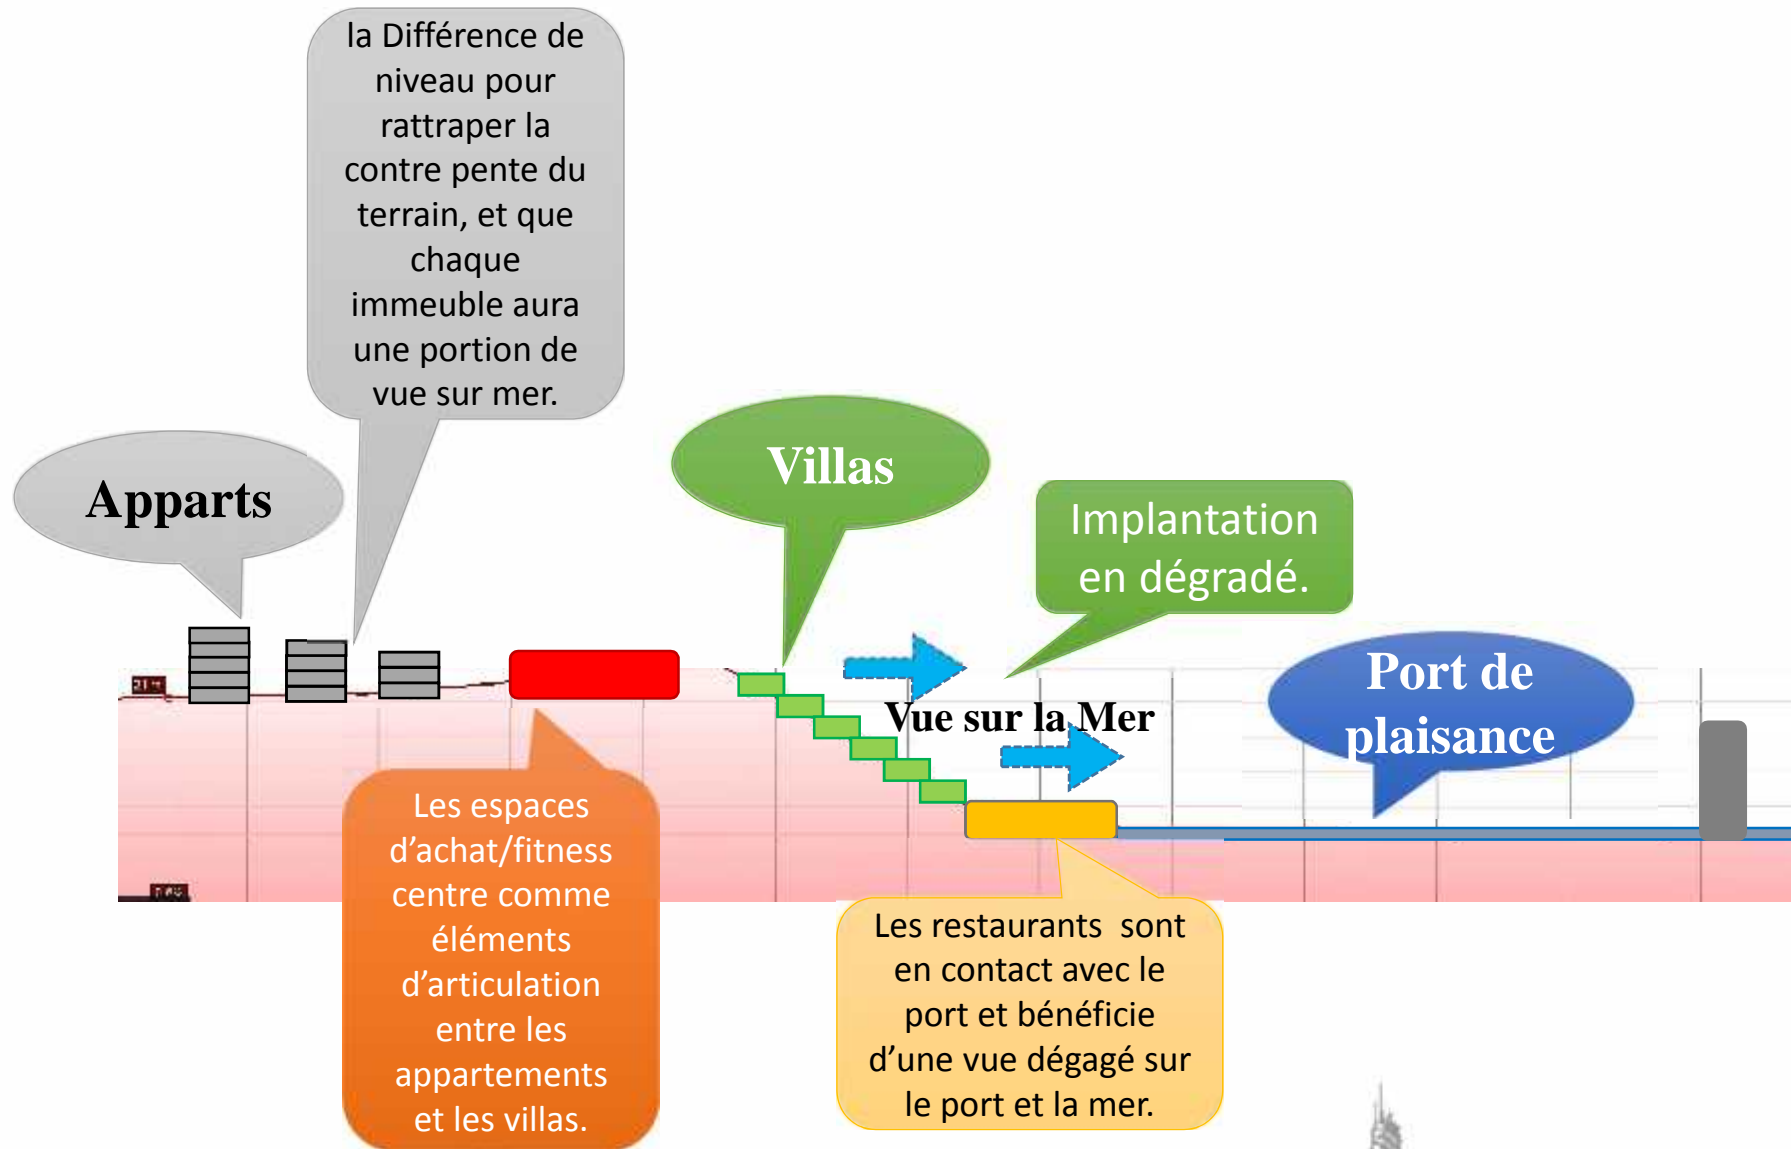 la Différence de
niveau pour
rattraper la
contre pente du
terrain, et que
chaque
immeuble aura
une portion de
vue sur mer.
Apparts
Villas
Implantation
en dégradé.
Port de
plaisance
Vue sur la Mer
Les espaces
d'achat/fitness
centre comme
éléments
d'articulation
entre les
appartements
et les villas.
Les restaurants  sont
en contact avec le
port et bénéficie
d'une vue dégagé sur
le port et la mer.